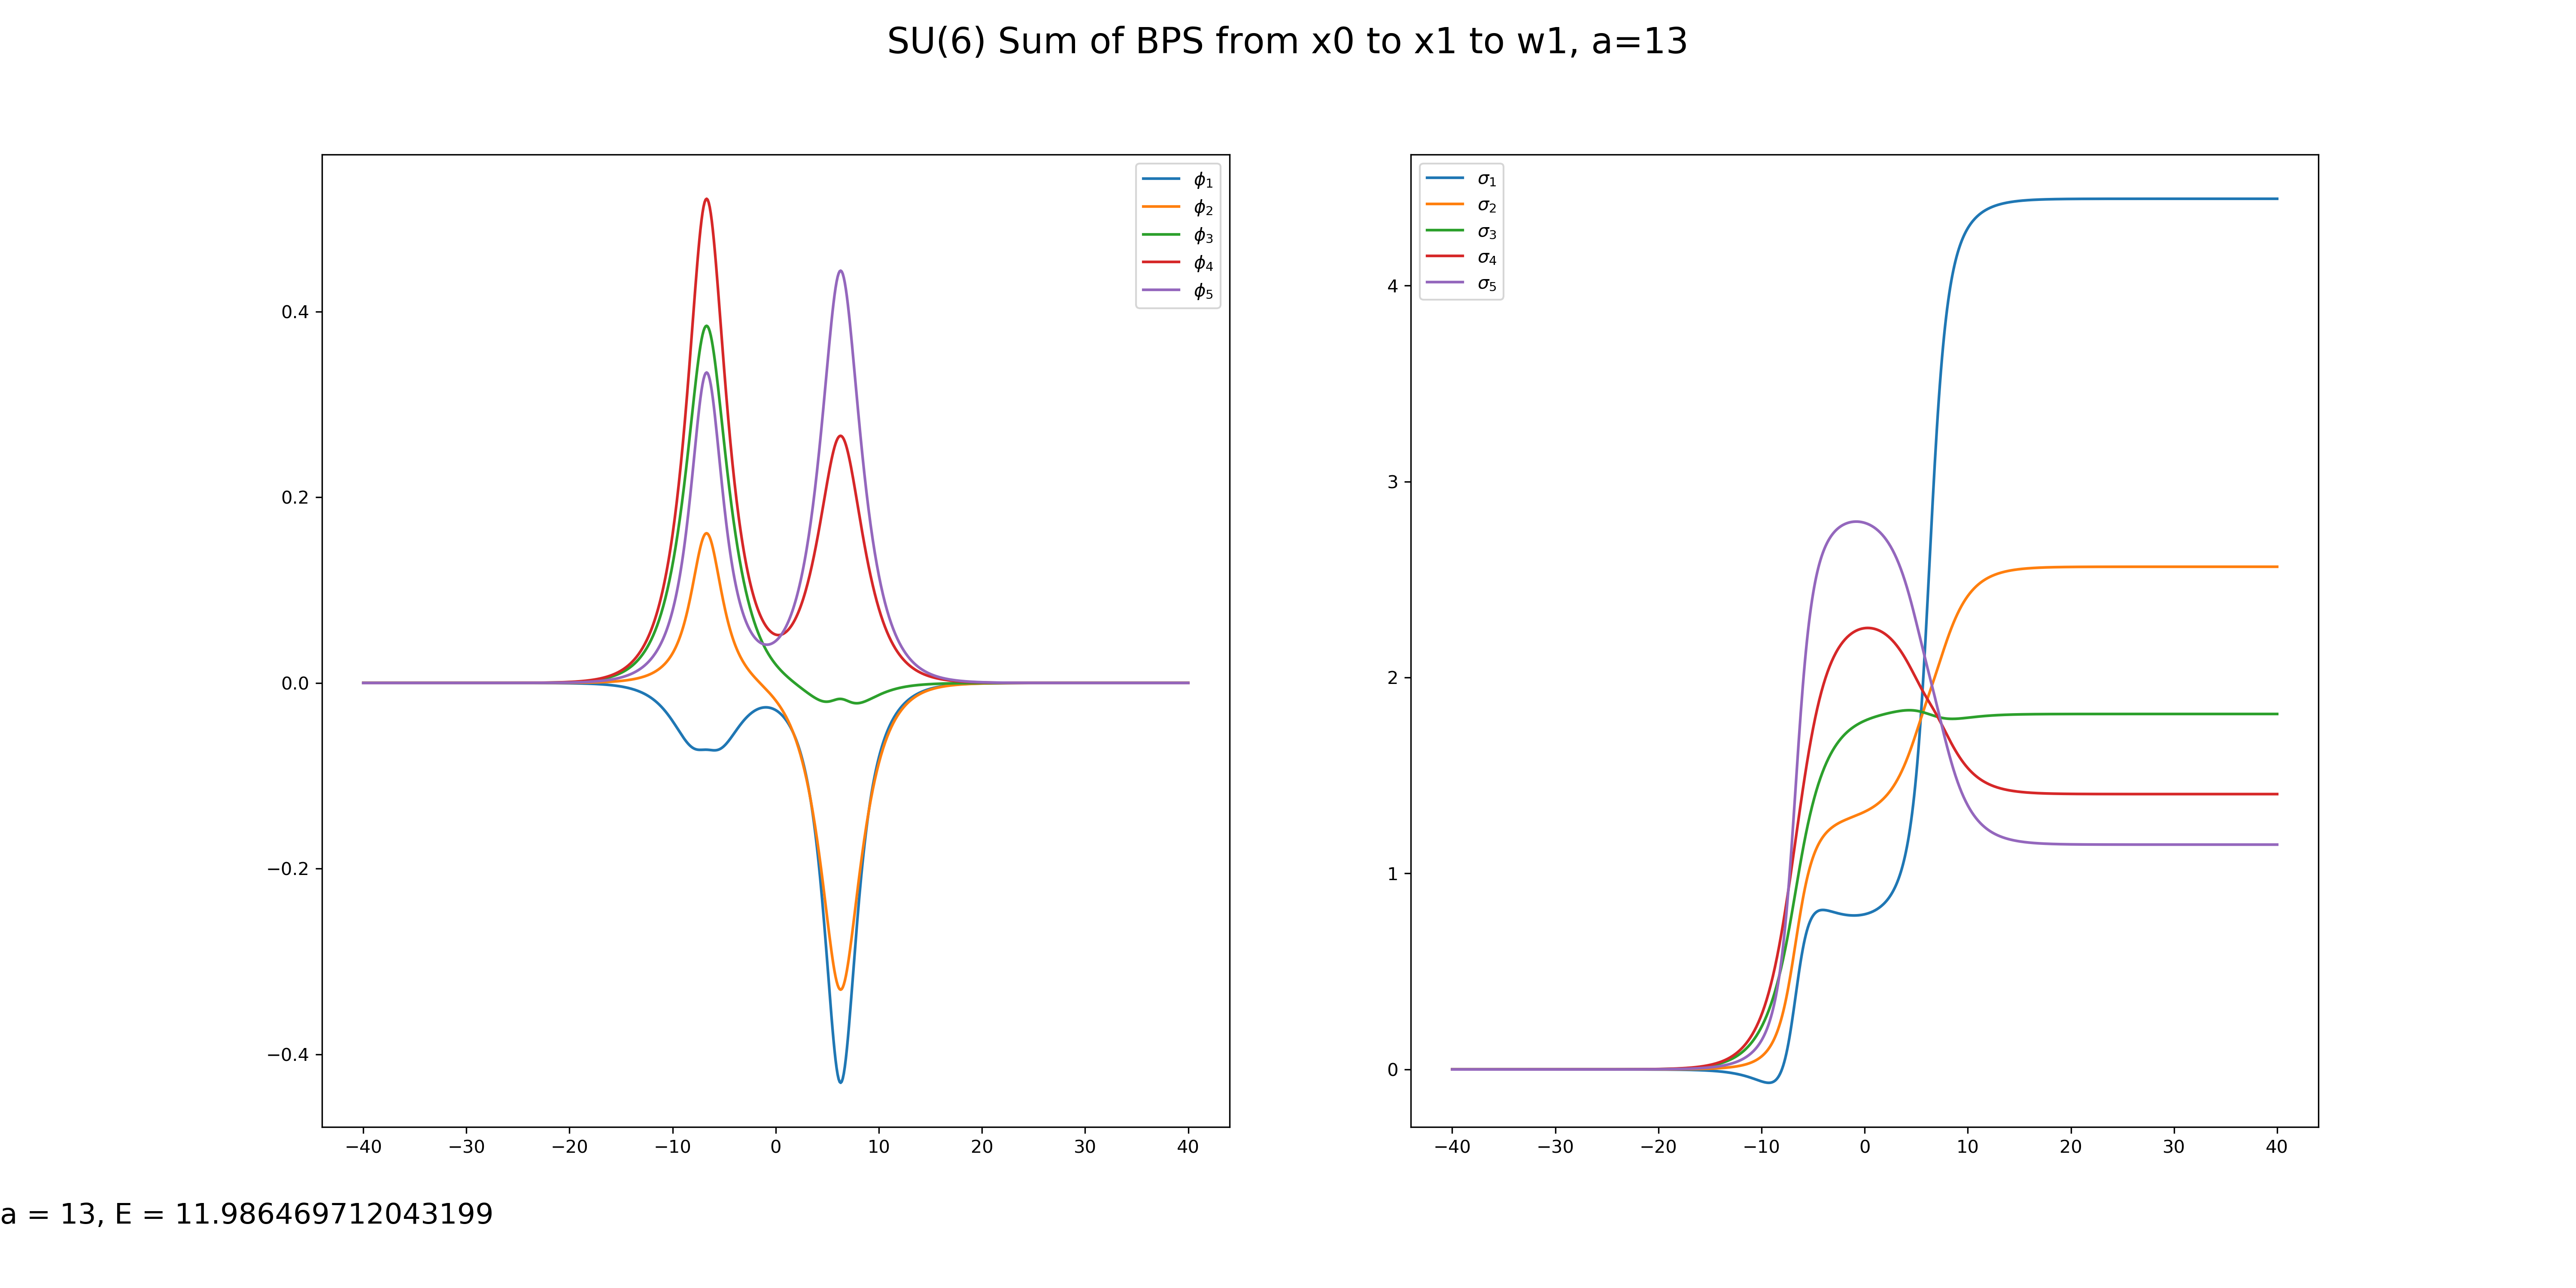 SU(6) Sum of BPS from x0 to x1 to w1, a=13
ϕ₁
ϕ₂
ϕ₃
ϕ₄
ϕ₅
0.4
0.2
0.0
−0.2
−0.4
−40 −30 −20 −10 0 10 20 30 40
σ₁
σ₂
σ₃
σ₄
σ₅
4
3
2
1
0
−40 −30 −20 −10 0 10 20 30 40
a = 13, E = 11.986469712043199